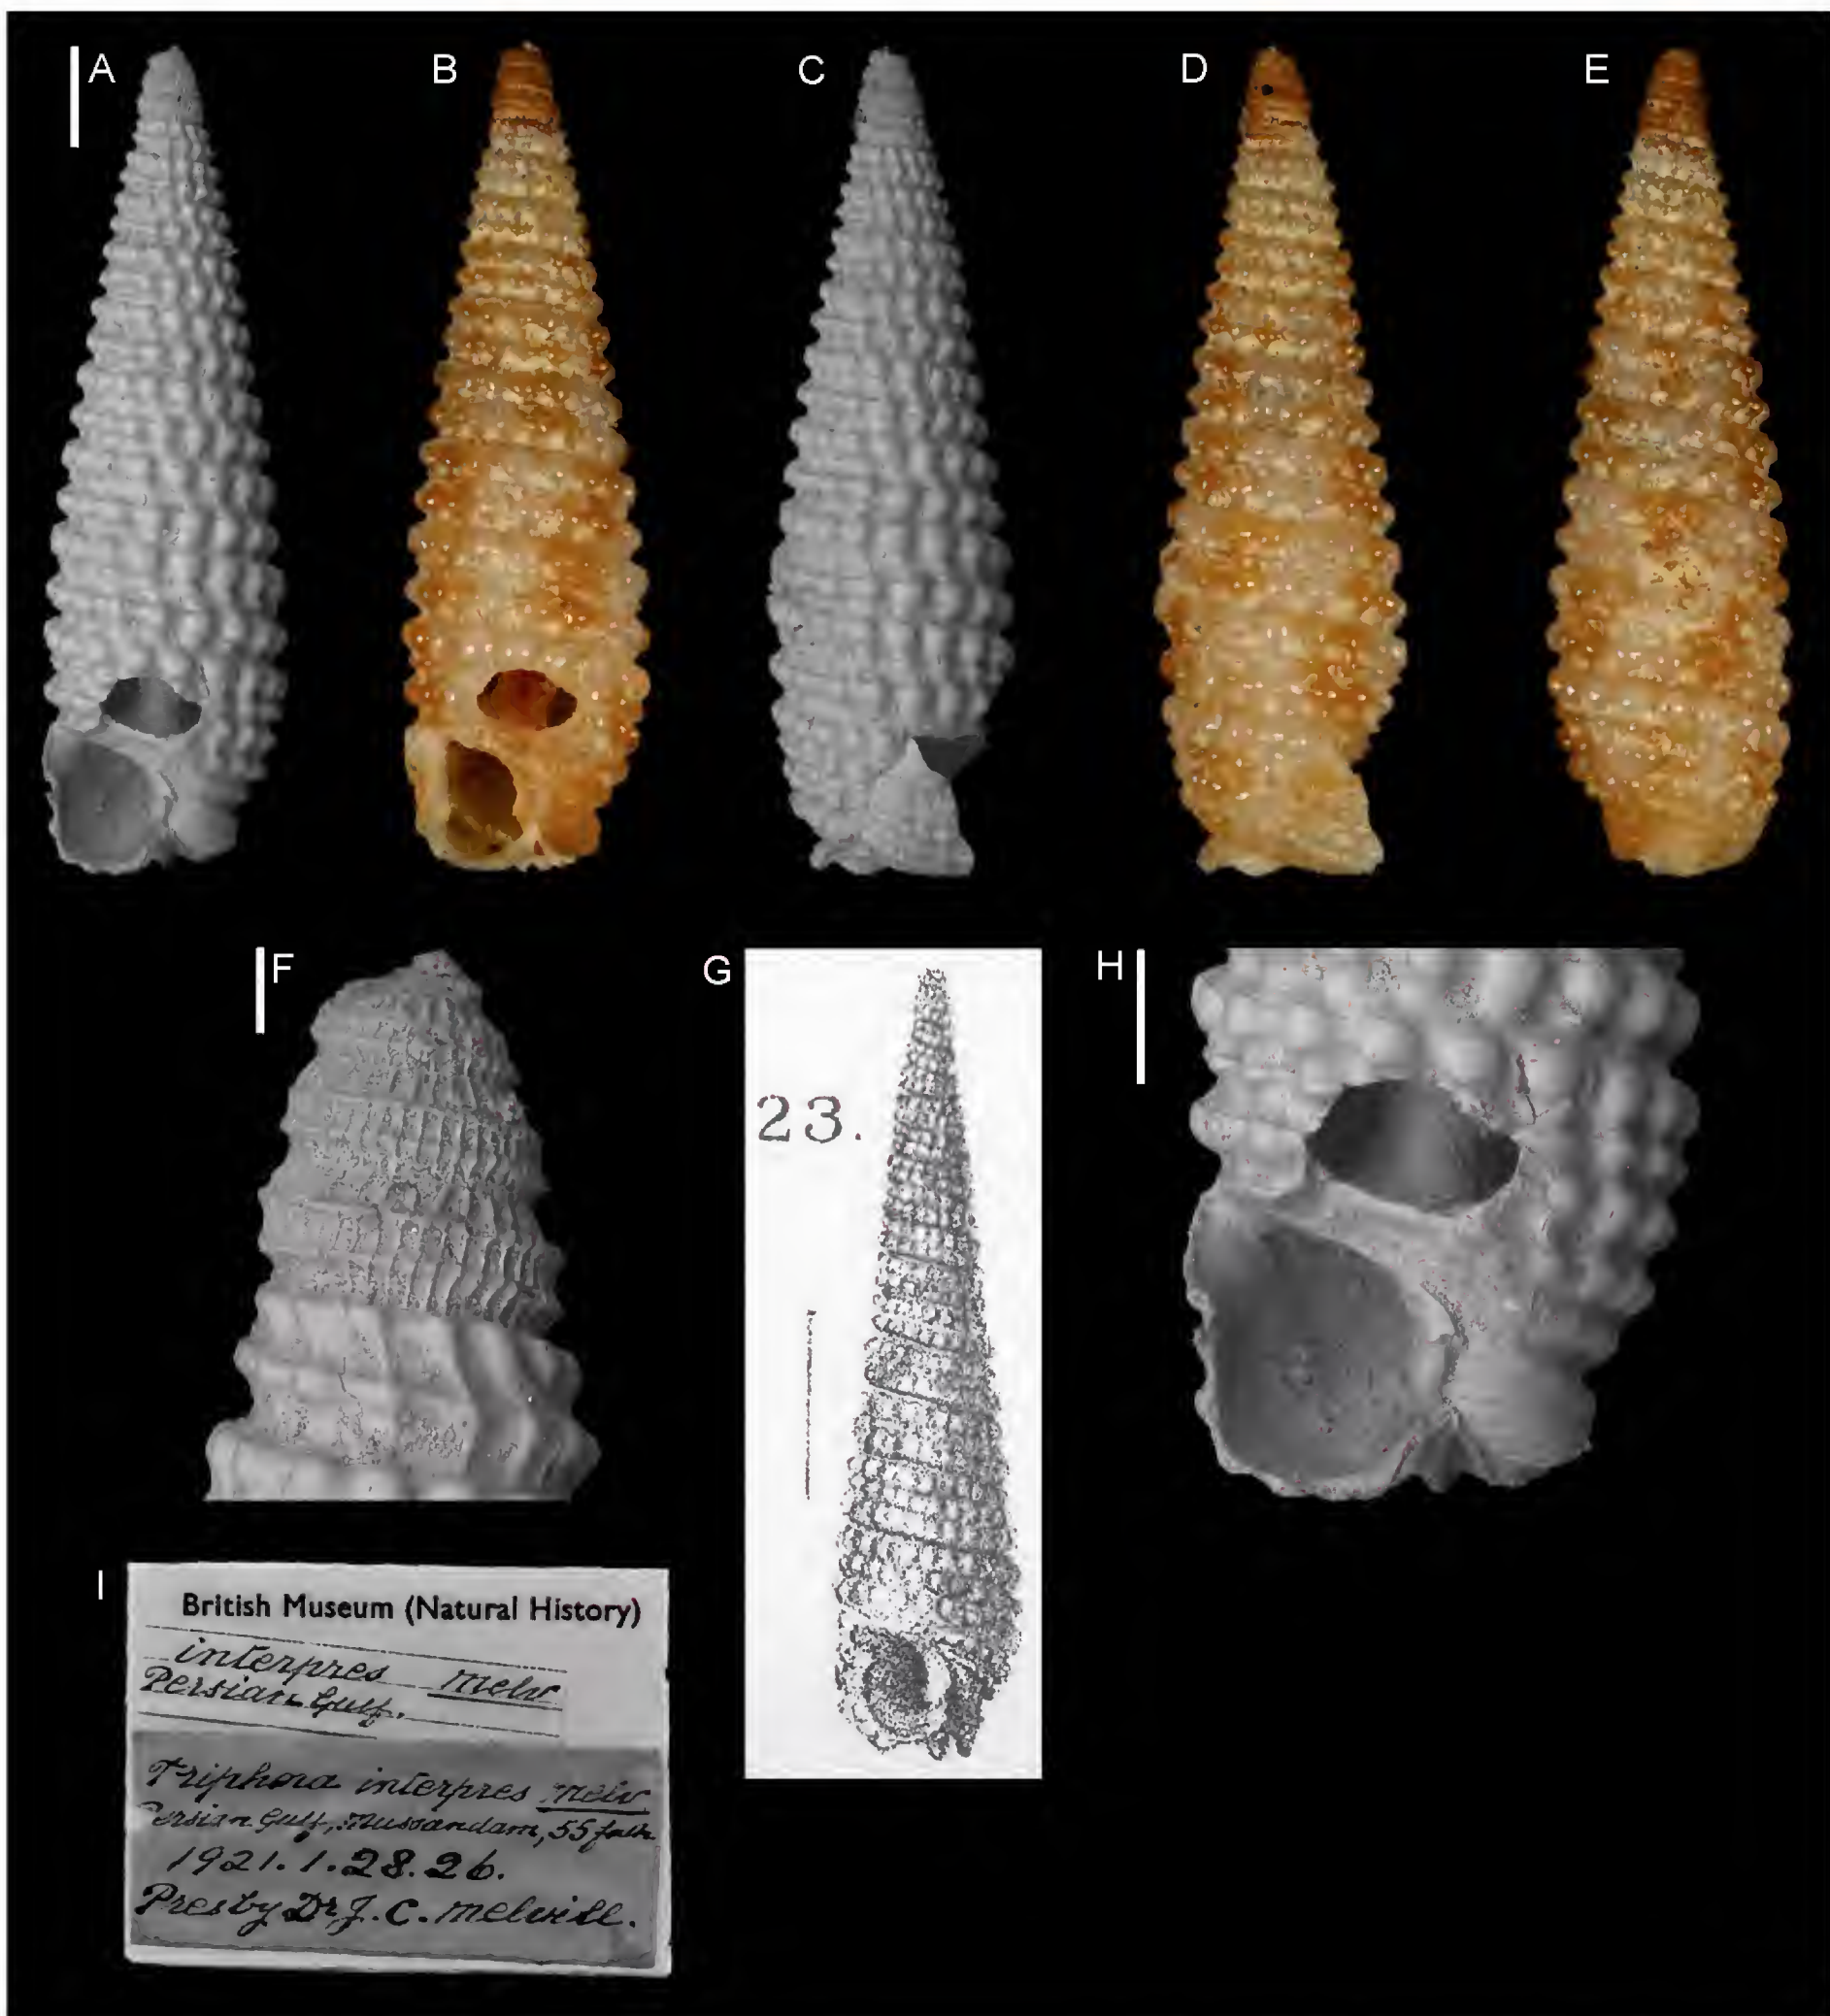 A
B
C
D
E
F
G
H
23.
I
British Museum (Natural History)
interpres Melv
Persian Gulf.
Triphora interpres Melv
Persian Gulf, Mussandam, 55 fath.
1921.1.28.26.
Pres by Dr J. C. Melvill.